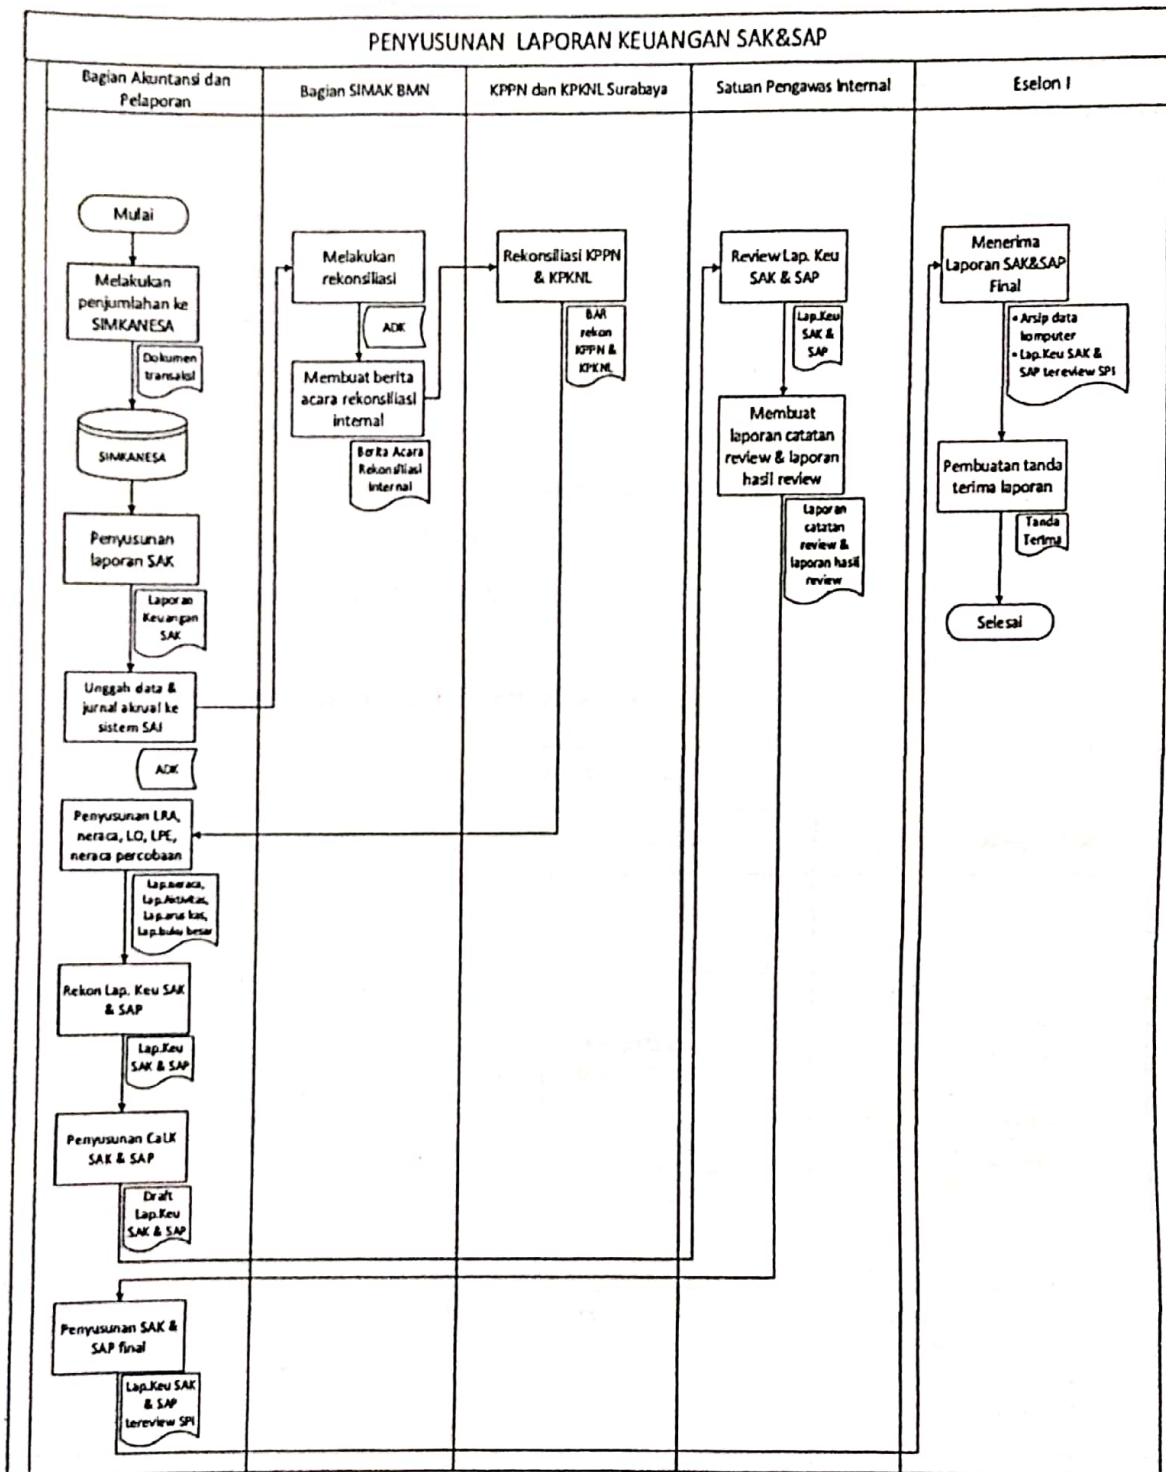 PENYUSUNAN LAPORAN KEUANGAN SAK&SAP
Bagian Akuntansi dan
Pelaporan
Bagian SIMAK BMN
KPPN dan KPKNL Surabaya
Satuan Pengawas Internal
Eselon I
Mulai
Melakukan
penjumlahan ke
SIMKANESA
Dokumen
transaksi
SIMKANESA
Penyusunan
laporan SAK
Laporan
Keuangan
SAK
Unggah data &
jurnal akrual ke
sistem SAI
ADK
Penyusunan LRA,
neraca, LO, LPE,
neraca percobaan
Lap.neraca,
Lap.Aktivitas,
Lap.arus kas,
Lap.buku besar
Rekon Lap. Keu SAK
& SAP
Lap.Keu
SAK & SAP
Penyusunan CaLK
SAK & SAP
Draft
Lap.Keu
SAK & SAP
Penyusunan SAK &
SAP final
Lap.Keu SAK
& SAP
tereview SPI
Melakukan
rekonsiliasi
ADK
Membuat berita
acara rekonsiliasi
internal
Berita Acara
Rekonsiliasi
Internal
Rekonsiliasi KPPN
& KPKNL
BAR
rekon
KPPN &
KPKNL
Review Lap. Keu
SAK & SAP
Lap.Keu
SAK &
SAP
Membuat
laporan catatan
review & laporan
hasil review
Laporan
catatan
review &
laporan hasil
review
Menerima
Laporan SAK&SAP
Final
• Arsip data
komputer
• Lap.Keu SAK &
SAP tereview SPI
Pembuatan tanda
terima laporan
Tanda
Terima
Selesai